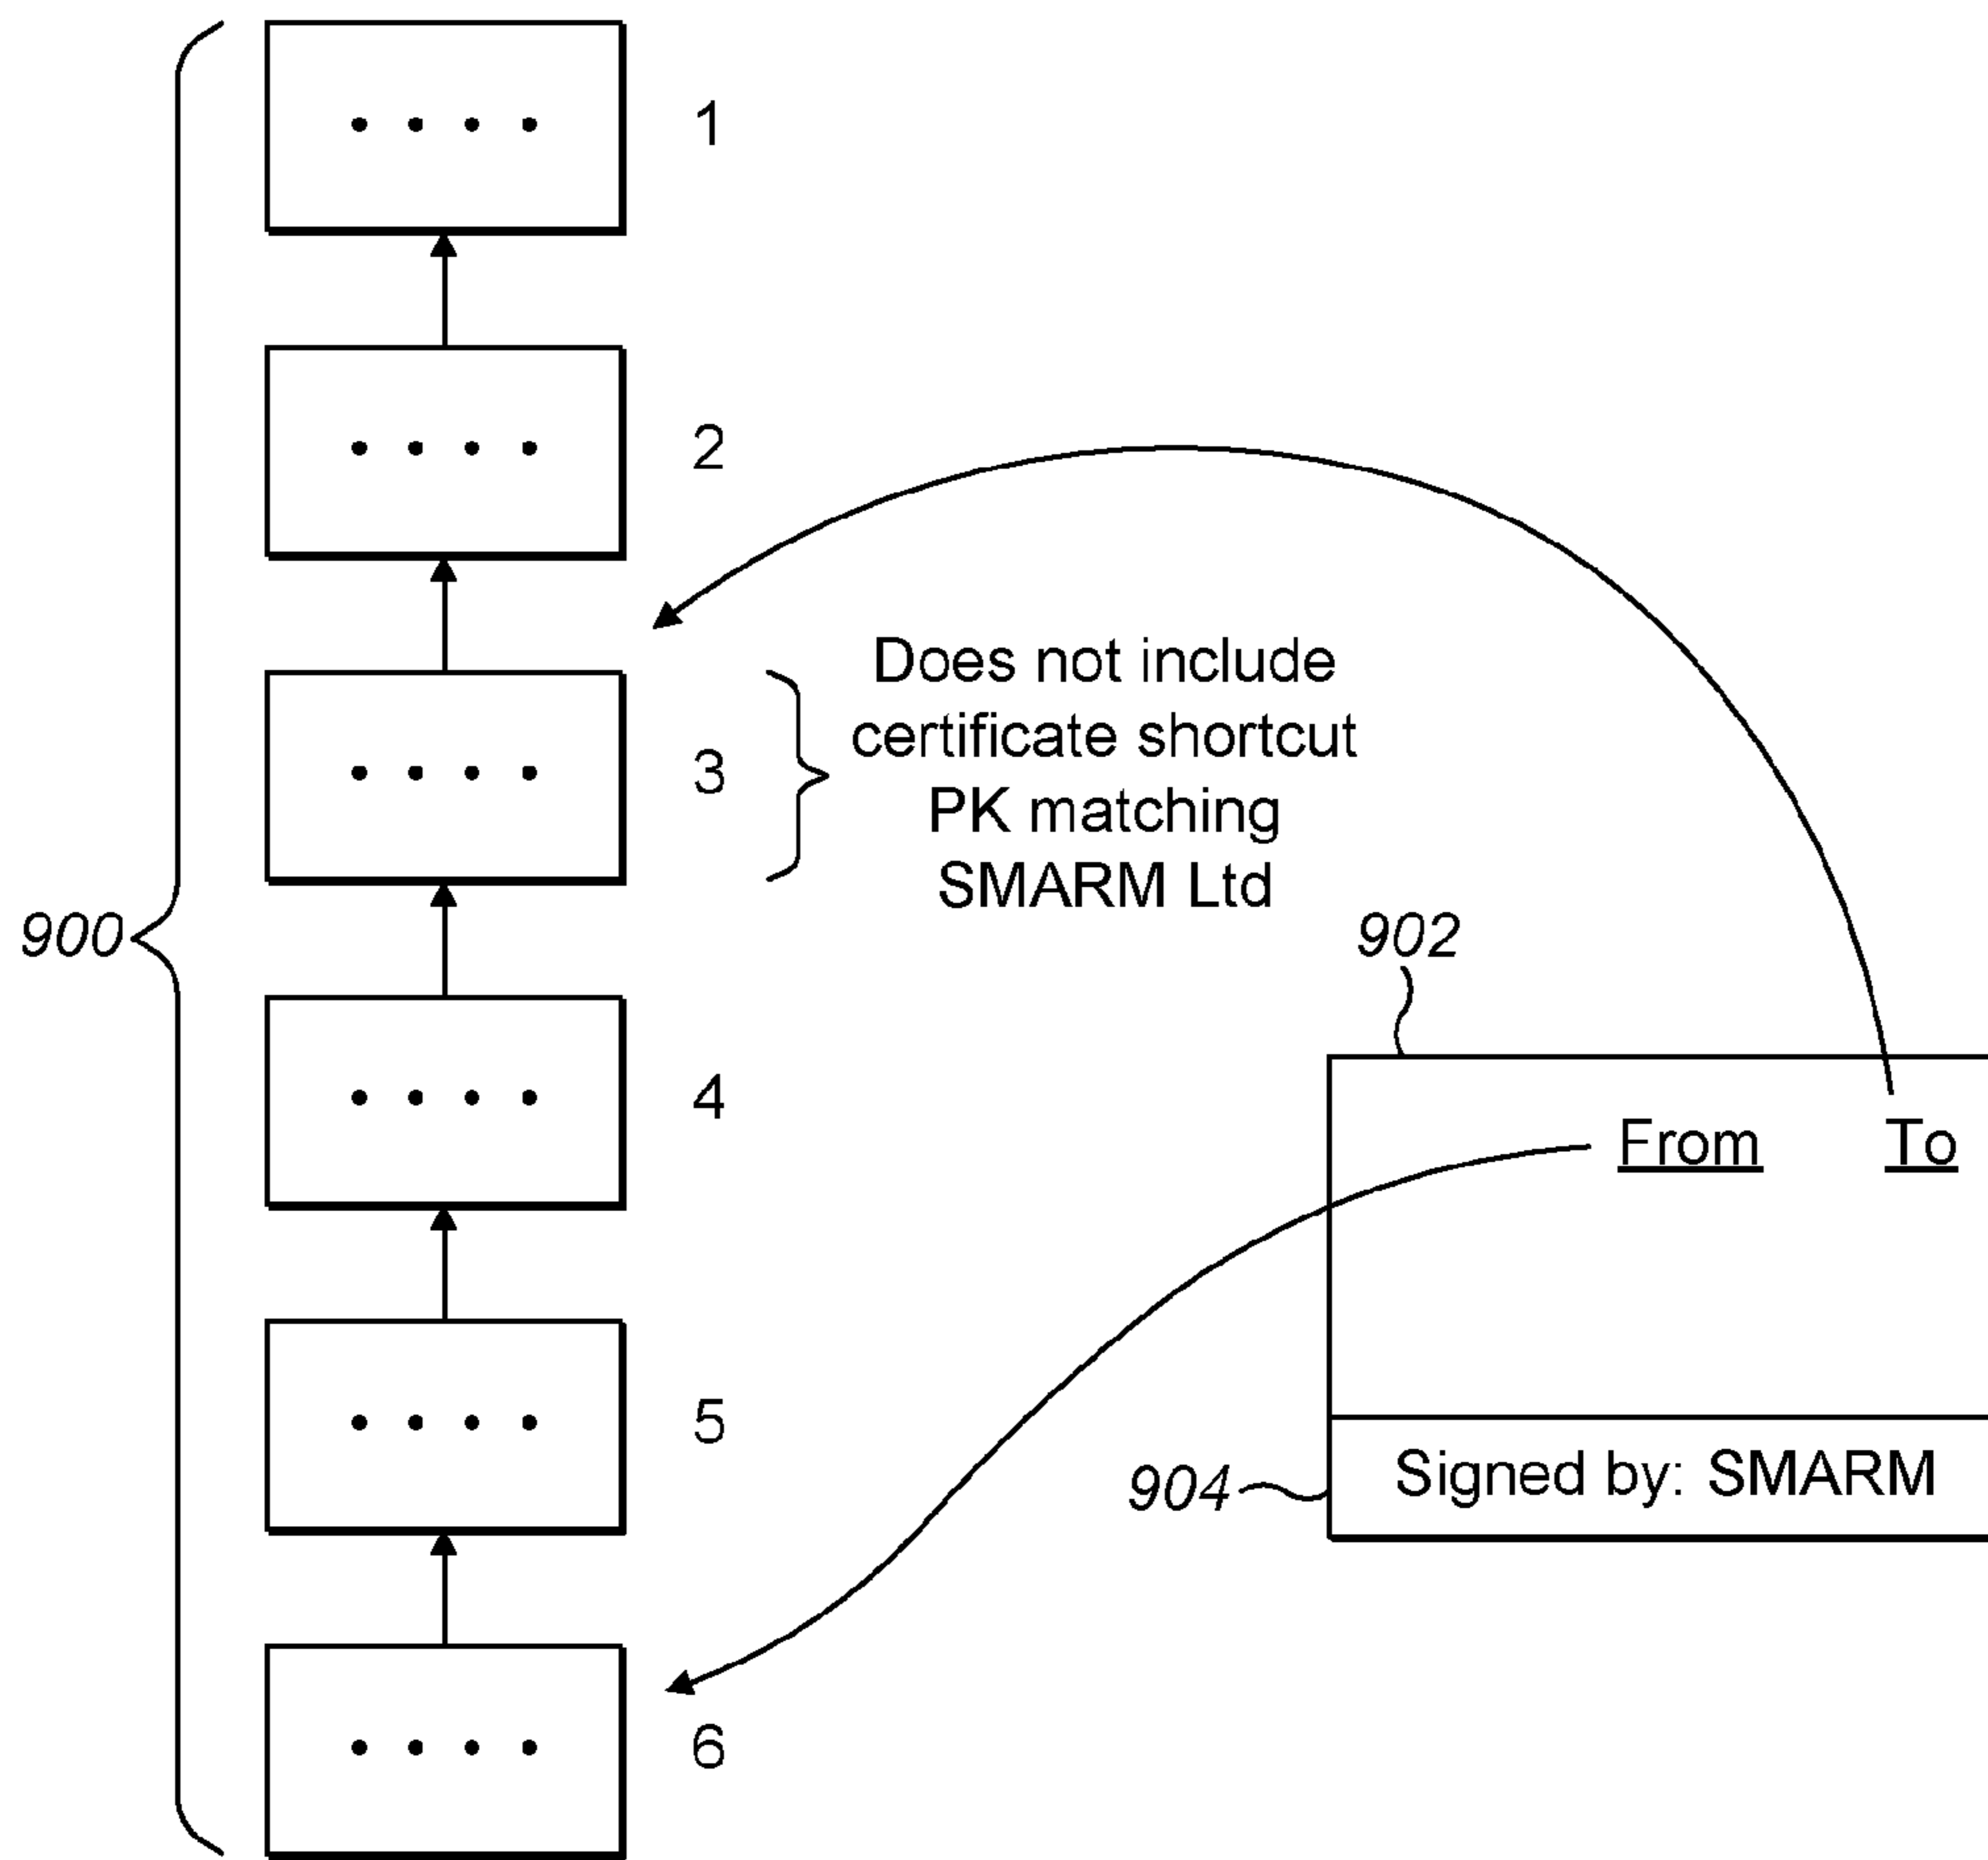 1
2
Does not include
certificate shortcut
3
PK matching
SMARM Ltd
900
902
4
From To
5
904
Signed by: SMARM
6